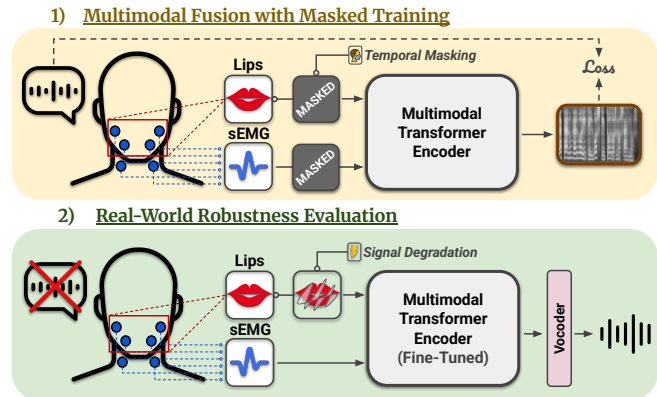 1) Multimodal Fusion with Masked Training
Temporal Masking
Loss
Lips
MASKED
sEMG
MASKED
Multimodal
Transformer
Encoder
2) Real-World Robustness Evaluation
Signal Degradation
Lips
sEMG
Multimodal
Transformer
Encoder
(Fine-Tuned)
Vocoder